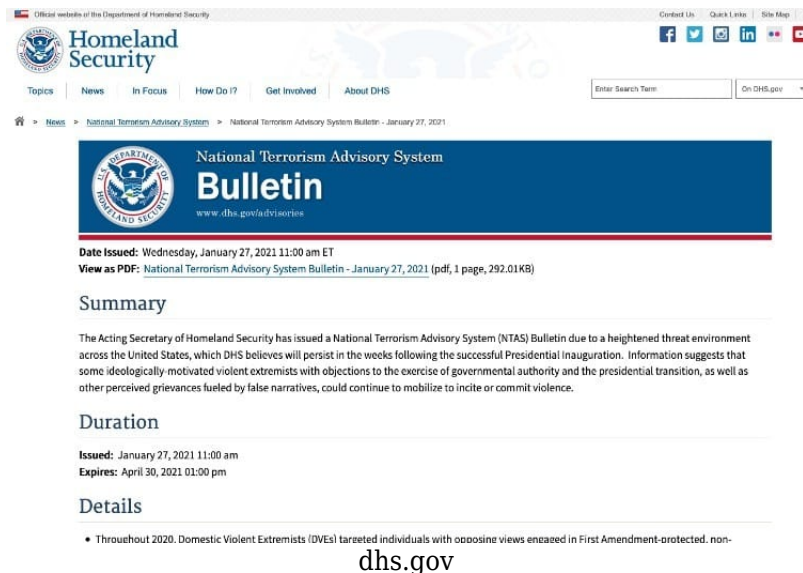 Official website of the Department of Homeland Security
Contact Us Quick Links Site Map
Homeland
Security
Topics News In Focus How Do I? Get Involved About DHS
Enter Search Term On DHS.gov
» News » National Terrorism Advisory System » National Terrorism Advisory System Bulletin - January 27, 2021
U.S. DEPARTMENT OF HOMELAND SECURITY
National Terrorism Advisory System
Bulletin
www.dhs.gov/advisories
Date Issued: Wednesday, January 27, 2021 11:00 am ET
View as PDF: National Terrorism Advisory System Bulletin - January 27, 2021 (pdf, 1 page, 292.01KB)
Summary
The Acting Secretary of Homeland Security has issued a National Terrorism Advisory System (NTAS) Bulletin due to a heightened threat environment
across the United States, which DHS believes will persist in the weeks following the successful Presidential Inauguration. Information suggests that
some ideologically-motivated violent extremists with objections to the exercise of governmental authority and the presidential transition, as well as
other perceived grievances fueled by false narratives, could continue to mobilize to incite or commit violence.
Duration
Issued: January 27, 2021 11:00 am
Expires: April 30, 2021 01:00 pm
Details
• Throughout 2020, Domestic Violent Extremists (DVEs) targeted individuals with opposing views engaged in First Amendment-protected, non-
dhs.gov